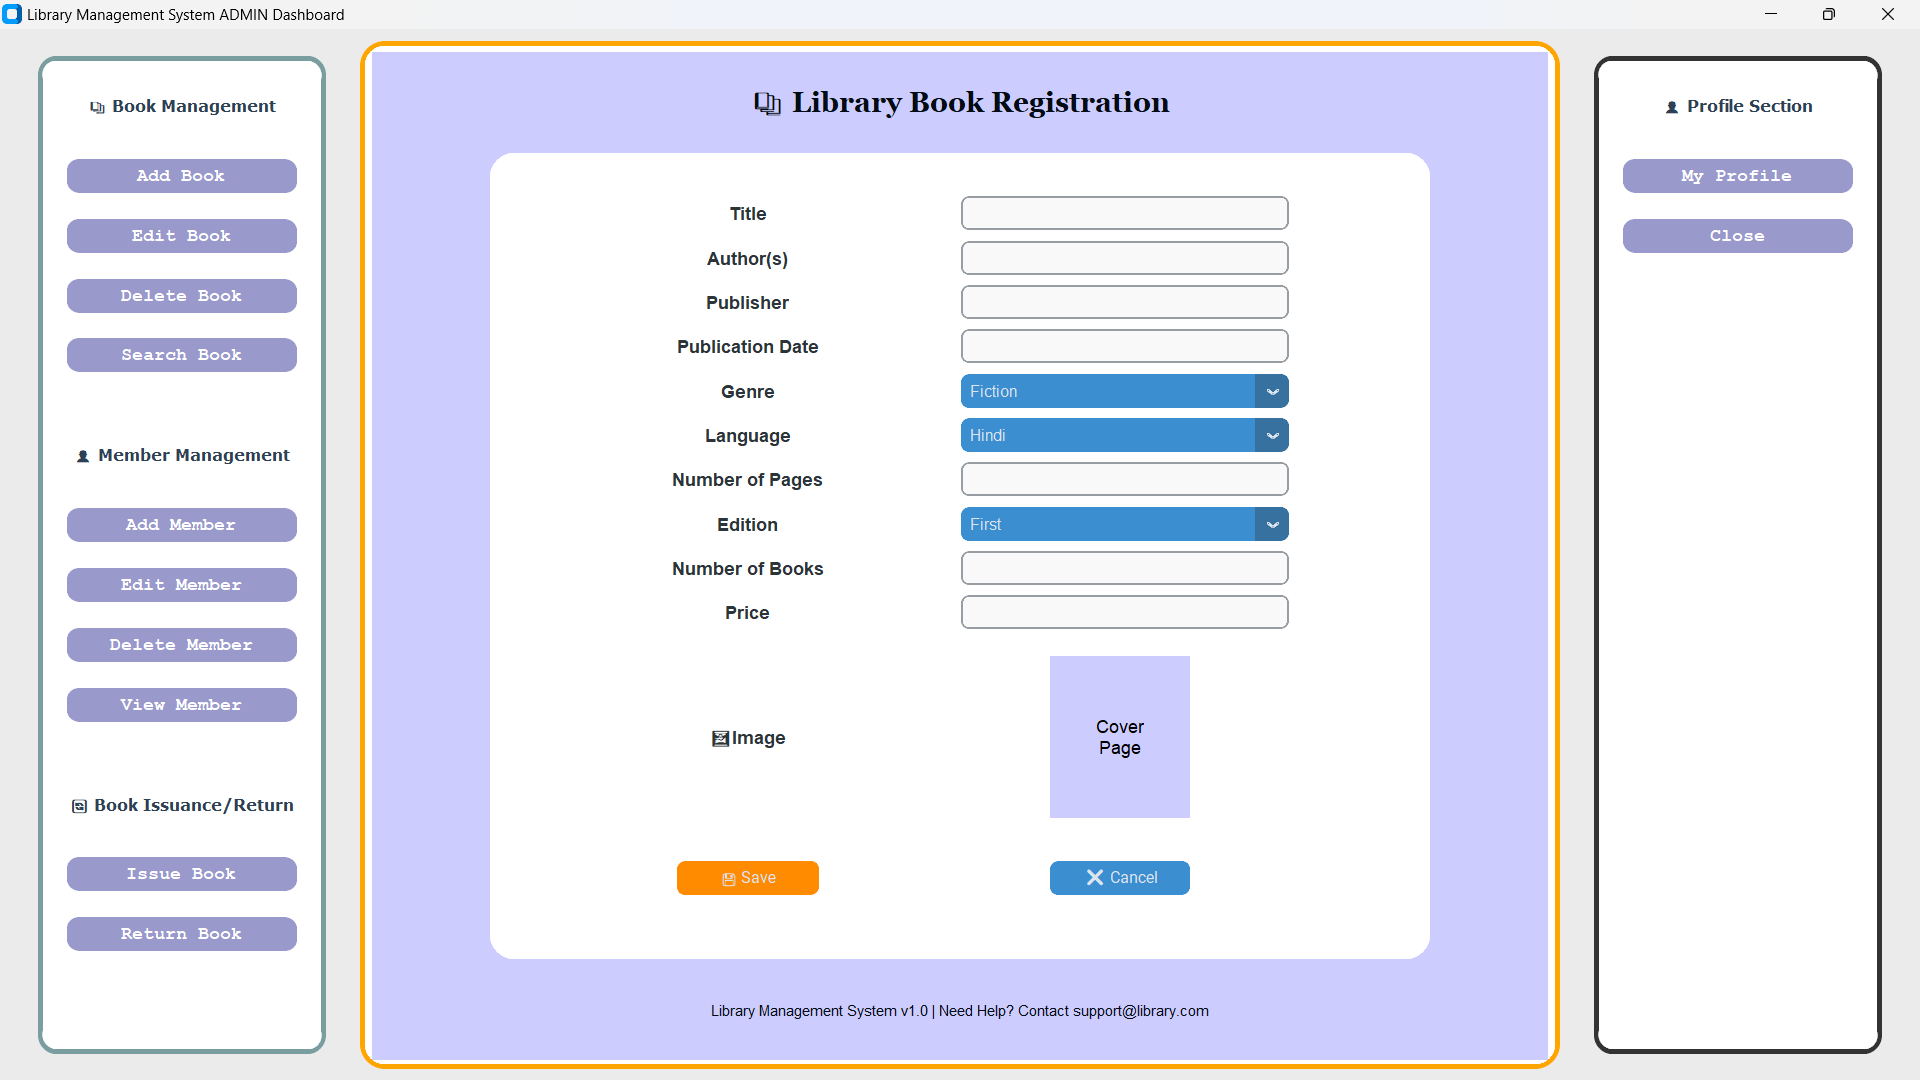 Library Management System ADMIN Dashboard
Book Management
Add Book
Edit Book
Delete Book
Search Book
Member Management
Add Member
Edit Member
Delete Member
View Member
Book Issuance/Return
Issue Book
Return Book
Library Book Registration
Title
Author(s)
Publisher
Publication Date
Genre
Fiction
Language
Hindi
Number of Pages
Edition
First
Number of Books
Price
Image
Cover
Page
Save
Cancel
Library Management System v1.0 | Need Help? Contact support@library.com
Profile Section
My Profile
Close